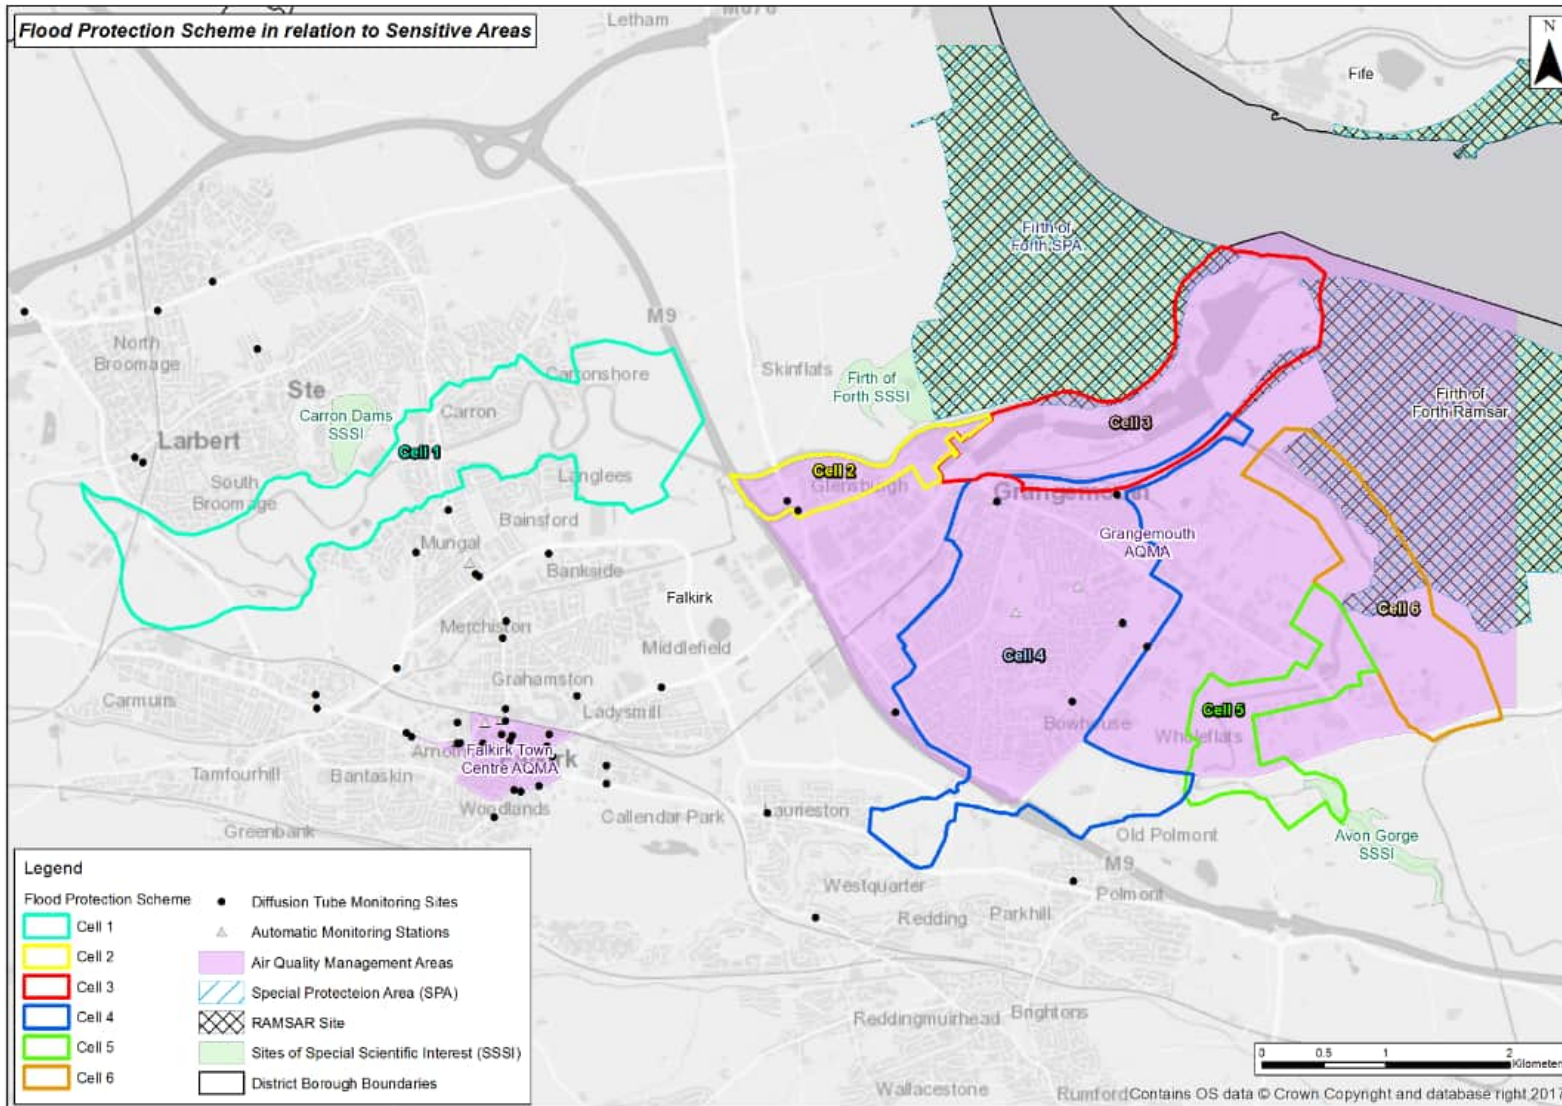 Flood Protection Scheme in relation to Sensitive Areas
Letham
M876
N
Fife
Firth of
Forth SPA
M9
North
Broomage
Skinflats
Carronshore
Firth of
Forth SSSI
Ste
Carron Dams
SSSI
Carron
Firth of
Forth Ramsar
Cell 3
Larbert
Cell 1
Cell 2
Langlees
South
Broomage
Glensburgh
Grangemouth
Bainsford
Mungal
Grangemouth
AQMA
Bankside
Falkirk
Cell 6
Merchiston
Middlefield
Cell 4
Grahamston
Carmuirs
Ladysmill
Cell 5
Bowhouse
Wholeflats
Falkirk Town
Centre AQMA
Tamfourhill
Bantaskin
Woodlands
Callendar Park
Laurieston
Greenbank
Old Polmont
Avon Gorge
SSSI
M9
Westquarter
Polmont
Redding
Parkhill
Reddingmuirhead
Brightons
Wallacestone
Rumford
Legend
Flood Protection Scheme
Cell 1
Cell 2
Cell 3
Cell 4
Cell 5
Cell 6
Diffusion Tube Monitoring Sites
Automatic Monitoring Stations
Air Quality Management Areas
Special Protecteion Area (SPA)
RAMSAR Site
Sites of Special Scientific Interest (SSSI)
District Borough Boundaries
0 0.5 1 2
Kilometers
Contains OS data © Crown Copyright and database right 2017